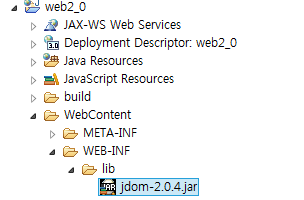 web2_0
JAX-WS Web Services
Deployment Descriptor: web2_0
Java Resources
JavaScript Resources
build
WebContent
META-INF
WEB-INF
lib
jdom-2.0.4.jar